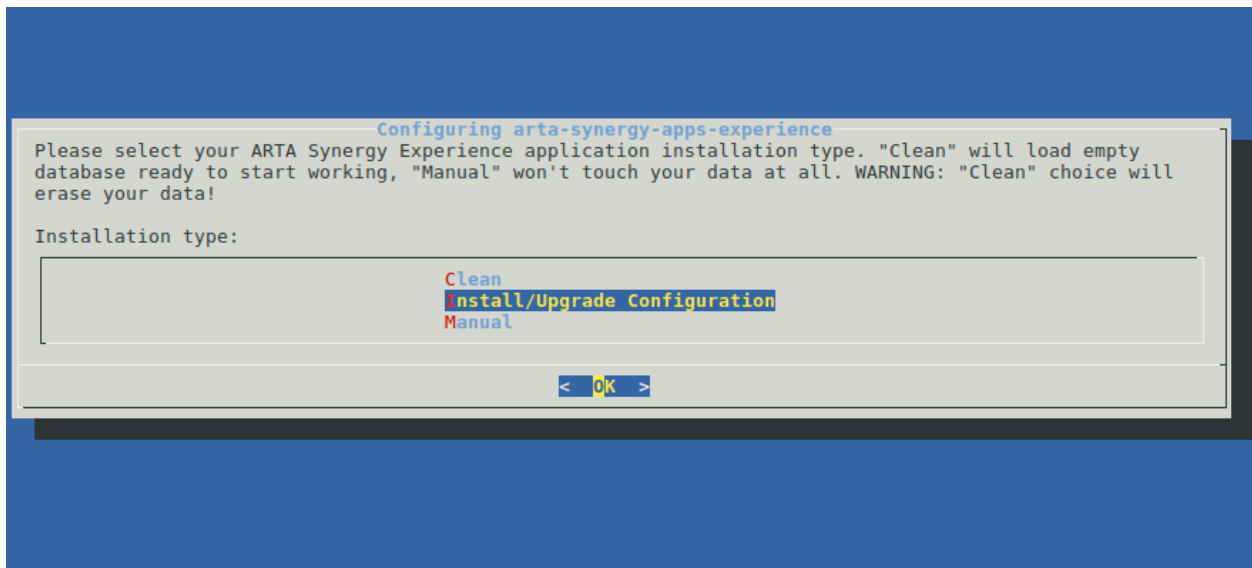 Configuring arta-synergy-apps-experience
Please select your ARTA Synergy Experience application installation type. "Clean" will load empty
database ready to start working, "Manual" won't touch your data at all. WARNING: "Clean" choice will
erase your data!
Installation type:
Clean
Install/Upgrade Configuration
Manual
< OK >